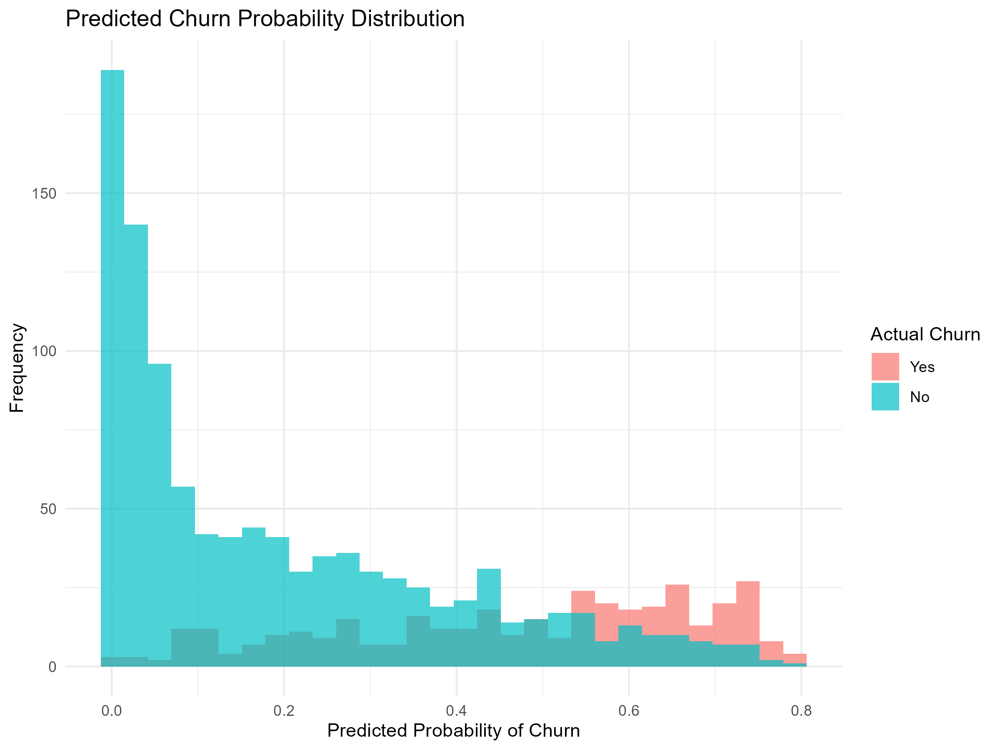 Predicted Churn Probability Distribution
Frequency
150
100
50
0
0.0 0.2 0.4 0.6 0.8
Predicted Probability of Churn
Actual Churn
Yes
No